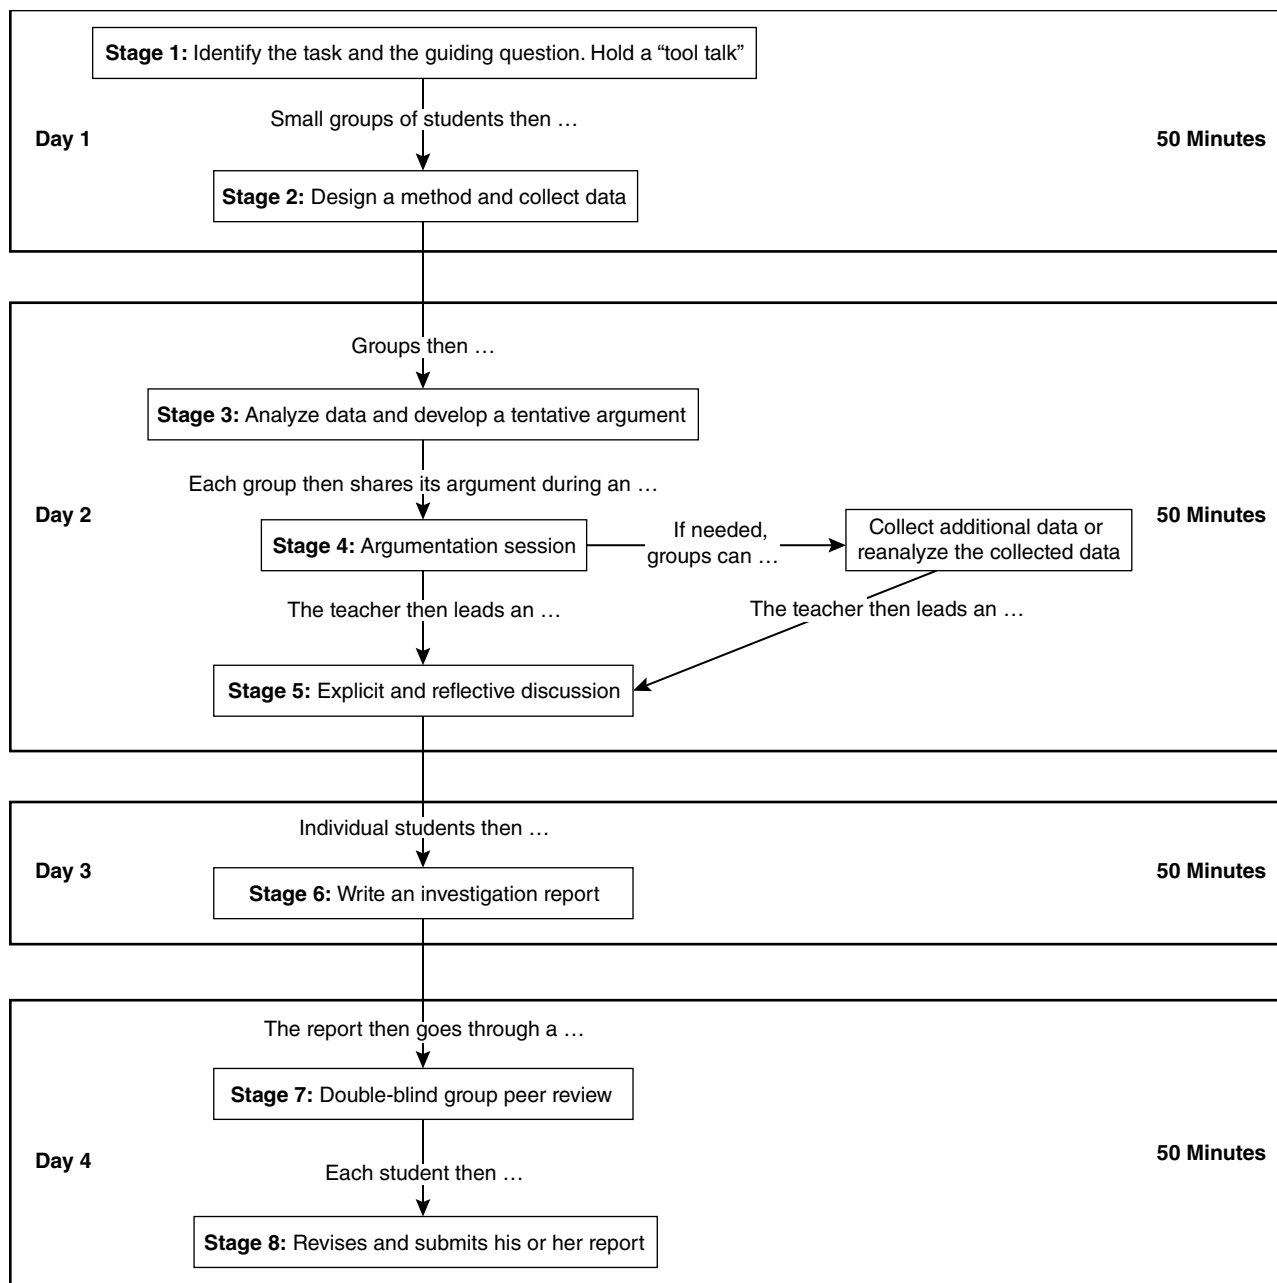 Stage 1: Identify the task and the guiding question. Hold a “tool talk”
Small groups of students then …
Day 1
50 Minutes
Stage 2: Design a method and collect data
Groups then …
Stage 3: Analyze data and develop a tentative argument
Each group then shares its argument during an …
Day 2
50 Minutes
Stage 4: Argumentation session
If needed,
groups can …
Collect additional data or
reanalyze the collected data
The teacher then leads an …
The teacher then leads an …
Stage 5: Explicit and reflective discussion
Individual students then …
Day 3
50 Minutes
Stage 6: Write an investigation report
The report then goes through a …
Stage 7: Double-blind group peer review
Day 4
50 Minutes
Each student then …
Stage 8: Revises and submits his or her report